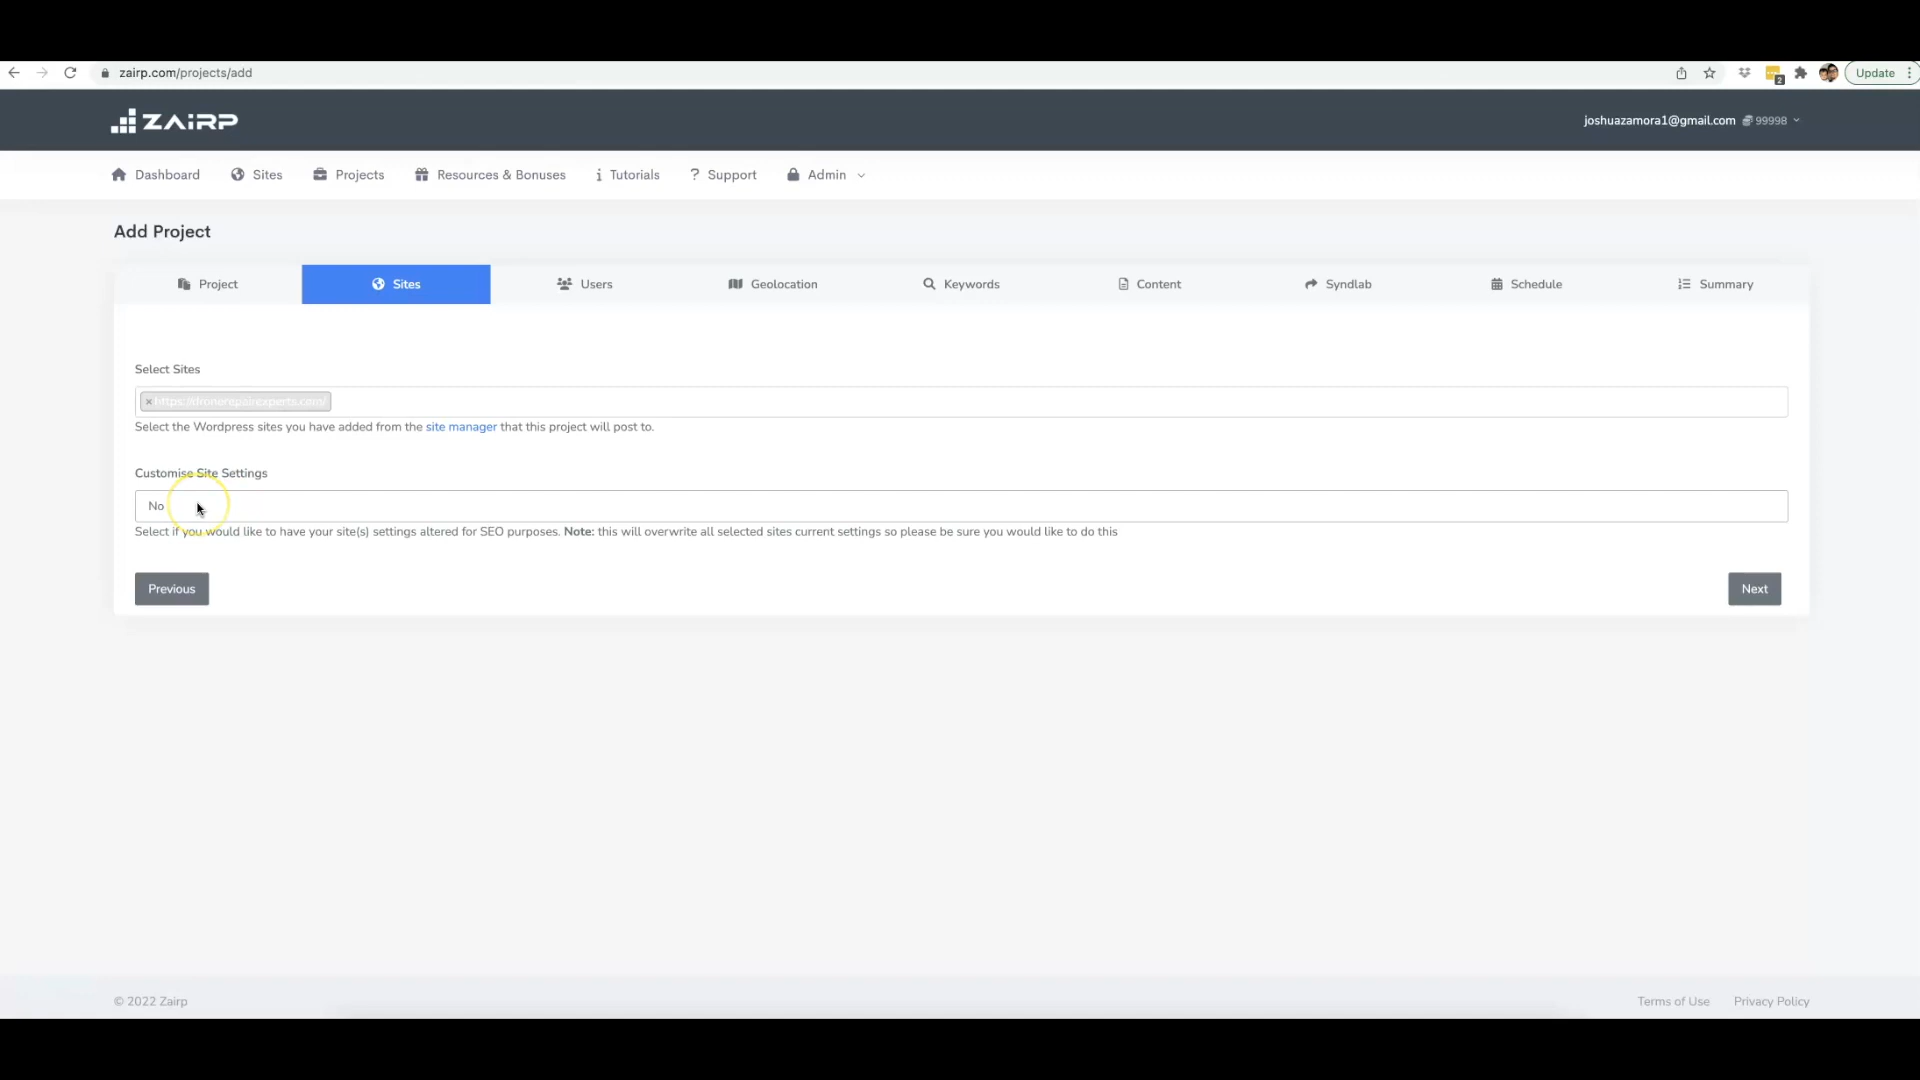 zairp.com/projects/add
2
Update
ZAIRP
joshuazamora1@gmail.com 99998
Dashboard Sites Projects Resources & Bonuses Tutorials ? Support Admin
Add Project
Project Sites Users Geolocation Keywords Content Syndlab Schedule Summary
Select Sites
×https://dronerepairexperts.com/
Select the Wordpress sites you have added from the site manager that this project will post to.
Customise Site Settings
No
Select if you would like to have your site(s) settings altered for SEO purposes. Note: this will overwrite all selected sites current settings so please be sure you would like to do this
Previous Next
© 2022 Zairp Terms of Use Privacy Policy